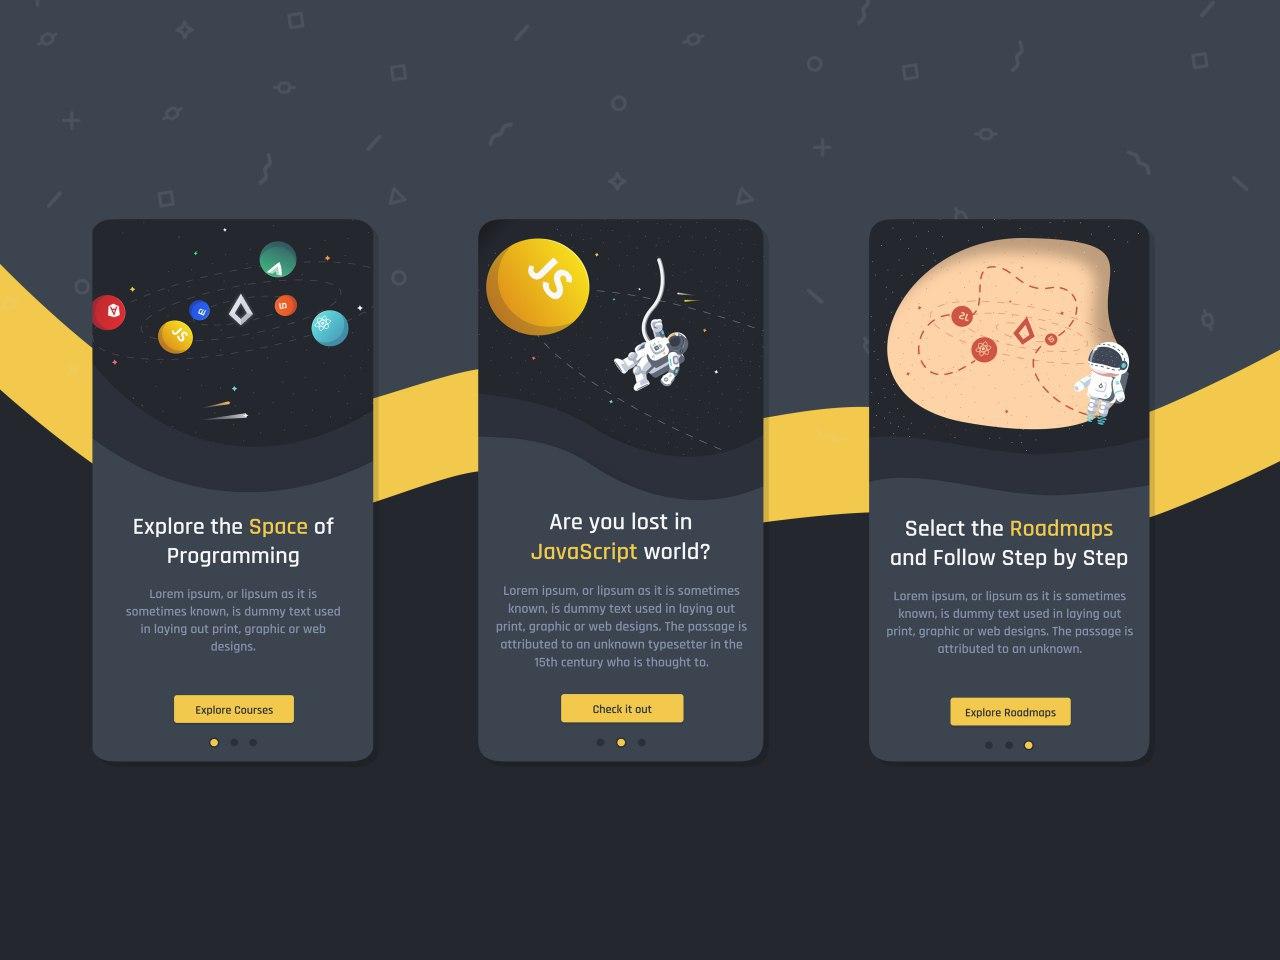 JS
Explore the Space of
Programming
Lorem ipsum, or lipsum as it is
sometimes known, is dummy text used
in laying out print, graphic or web
designs.
Explore Courses
JS
Are you lost in
JavaScript world?
Lorem ipsum, or lipsum as it is sometimes
known, is dummy text used in laying out
print, graphic or web designs. The passage is
attributed to an unknown typesetter in the
15th century who is thought to.
Check it out
Select the Roadmaps
and Follow Step by Step
Lorem ipsum, or lipsum as it is sometimes
known, is dummy text used in laying out
print, graphic or web designs. The passage is
attributed to an unknown.
Explore Roadmaps